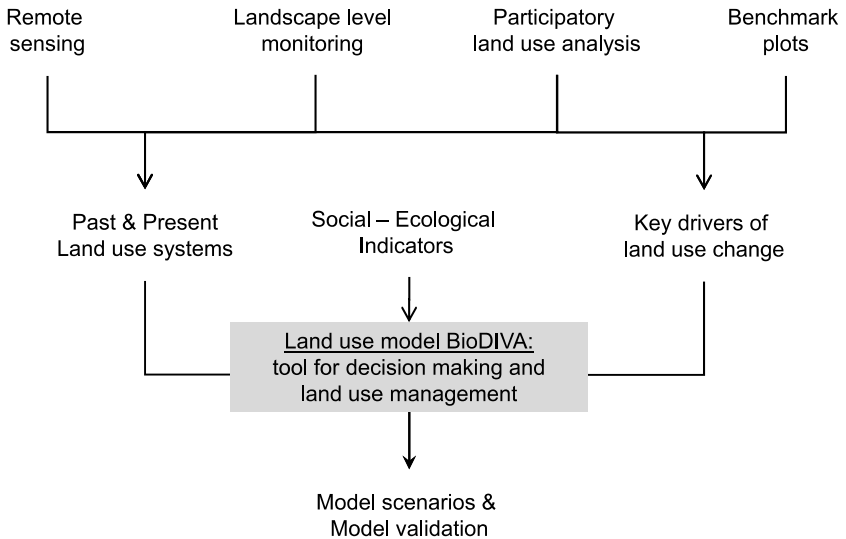 Remote
sensing
Landscape level
monitoring
Participatory
land use analysis
Benchmark
plots
Past & Present
Land use systems
Social – Ecological
Indicators
Key drivers of
land use change
Land use model BioDIVA:
tool for decision making and
land use management
Model scenarios &
Model validation